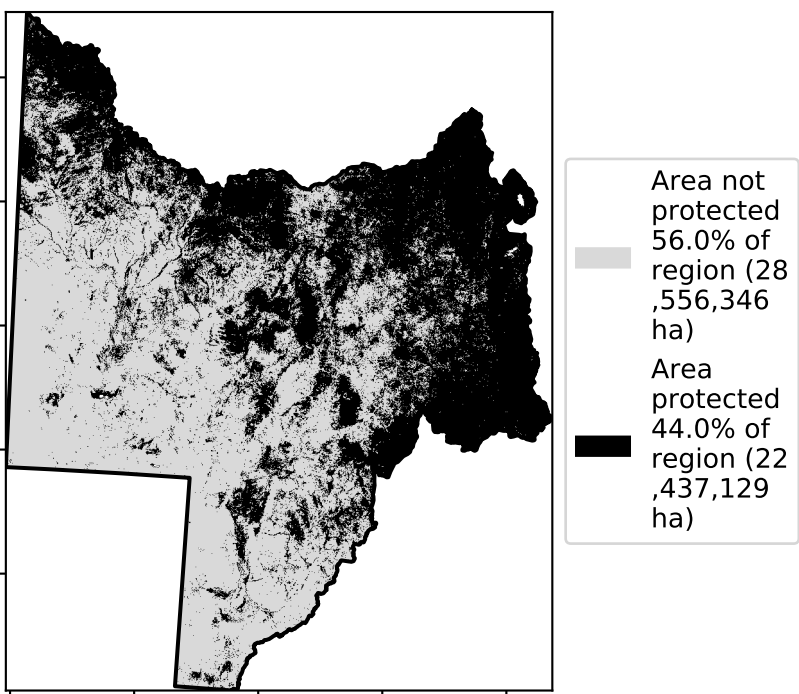 Area not
protected
56.0% of
region (28
,556,346
ha)
Area
protected
44.0% of
region (22
,437,129
ha)